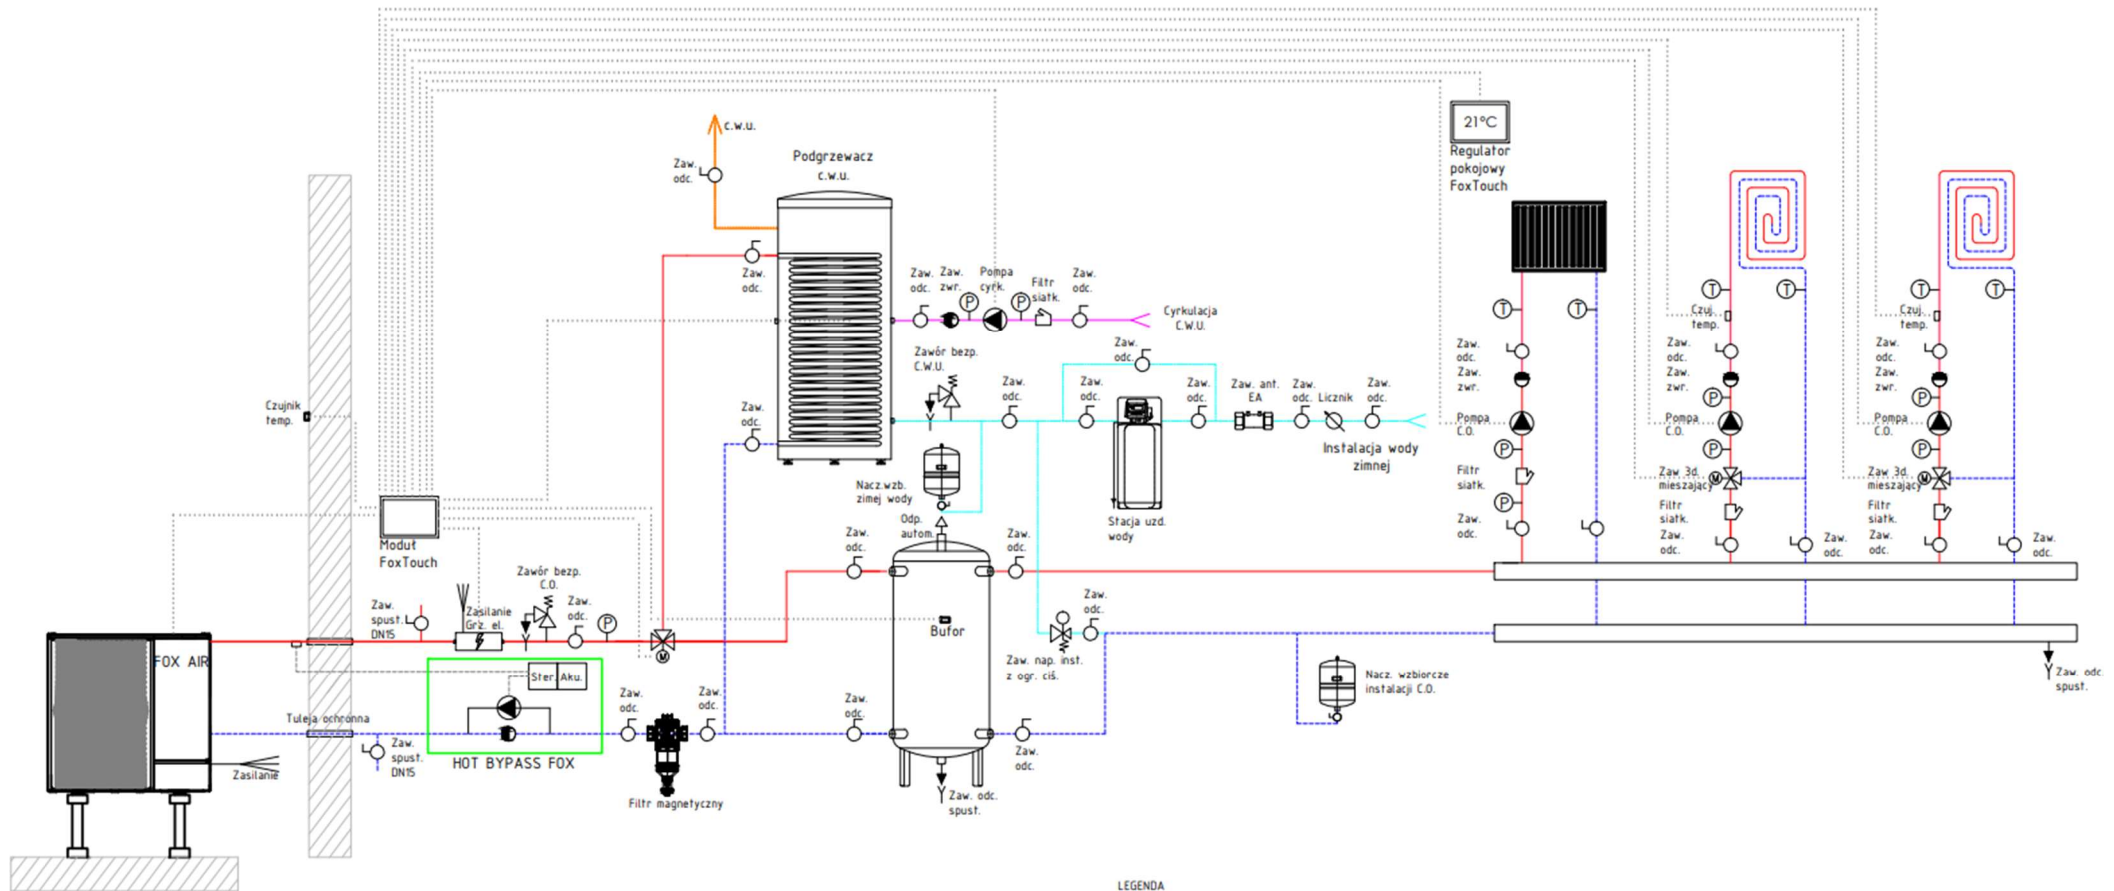 c.w.u.
Zaw.
odc.
Podgrzewacz
c.w.u.
21°C
Regulator
pokojowy
FoxTouch
Zaw.
odc.
Zaw.
odc.
Zaw.
zwr.
Pompa
cyrk.
Filtr
siatk.
Zaw.
odc.
P
P
Cyrkulacja
C.W.U.
Zawór bezp.
C.W.U.
Zaw.
odc.
Zaw.
odc.
Zaw.
odc.
Zaw.
odc.
Zaw. ant.
EA
Zaw.
odc.
Licznik
Zaw.
odc.
Instalacja wody
zimnej
Stacja uzd.
wody
Zaw.
odc.
Nacz.wzb.
zimej wody
Odp.
autom.
Czujnik
temp.
Moduł
FoxTouch
T
T
Zaw.
odc.
Zaw.
zwr.
Pompa
C.O.
P
Filtr
siatk.
P
Zaw.
odc.
T
T
Czuj.
temp.
Zaw.
odc.
Zaw.
zwr.
P
Pompa
C.O.
P
Zaw 3d.
mieszający
M
Filtr
siatk.
Zaw.
odc.
Zaw.
odc.
T
T
Czuj.
temp.
Zaw.
odc.
Zaw.
zwr.
P
Pompa
C.O.
P
Zaw 3d.
mieszający
M
Filtr
siatk.
Zaw.
odc.
Zaw.
odc.
Zaw.
spust.
DN15
Zasilanie
Grz. el.
Zawór bezp.
C.O.
Zaw.
odc.
P
M
Zaw.
odc.
Zaw.
odc.
Bufor
Zaw.
odc.
Zaw. nap. inst.
z ogr. ciś.
FOX AIR
Ster.
Aku.
Tuleja ochronna
Zaw.
spust.
DN15
Zasilanie
HOT BYPASS FOX
Zaw.
odc.
Zaw.
odc.
Filtr magnetyczny
Zaw.
odc.
Zaw.
odc.
Zaw. odc.
spust.
Nacz. wzbiorcze
instalacji C.O.
Zaw. odc.
spust.
LEGENDA